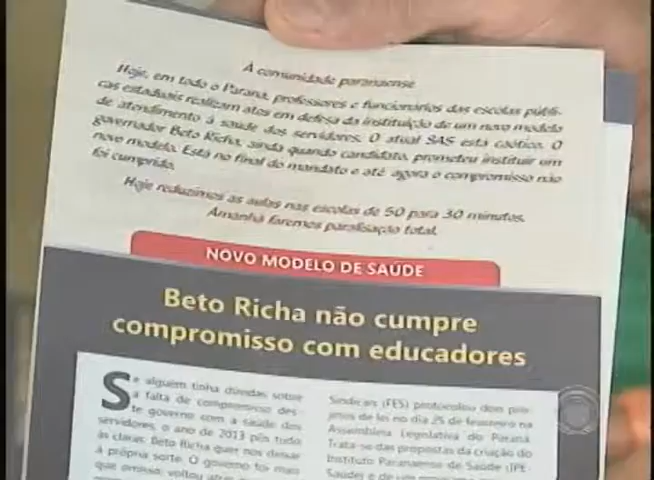 À comunidade paranaense
Hoje, em todo o Paraná, professores e funcionários das escolas públi-
cas estaduais realizam atos em defesa da instituição de um novo modelo
de atendimento à saúde dos servidores. O atual SAS está caótico. O
governador Beto Richa, ainda quando candidato, prometeu instituir um
novo modelo. Está no final do mandato e até agora o compromisso não
foi cumprido.
Hoje reduzimos as aulas nas escolas de 50 para 30 minutos.
Amanhã faremos paralisação total.
NOVO MODELO DE SAÚDE
Beto Richa não cumpre
compromisso com educadores
Se alguém tinha dúvidas sobre
a falta de compromisso des-
te governo com a saúde dos
servidores, o ano de 2013 pôs tudo
às claras. Beto Richa quer nos deixar
à própria sorte. O governo foi mais
que omisso, voltou atrás
Sindicais (FES) protocolou dois pro-
jetos de lei no dia 25 de fevereiro na
Assembleia Legislativa do Paraná.
Trata-se das propostas da criação do
Instituto Paranaense de Saúde (IPE-
Saúde) e de um